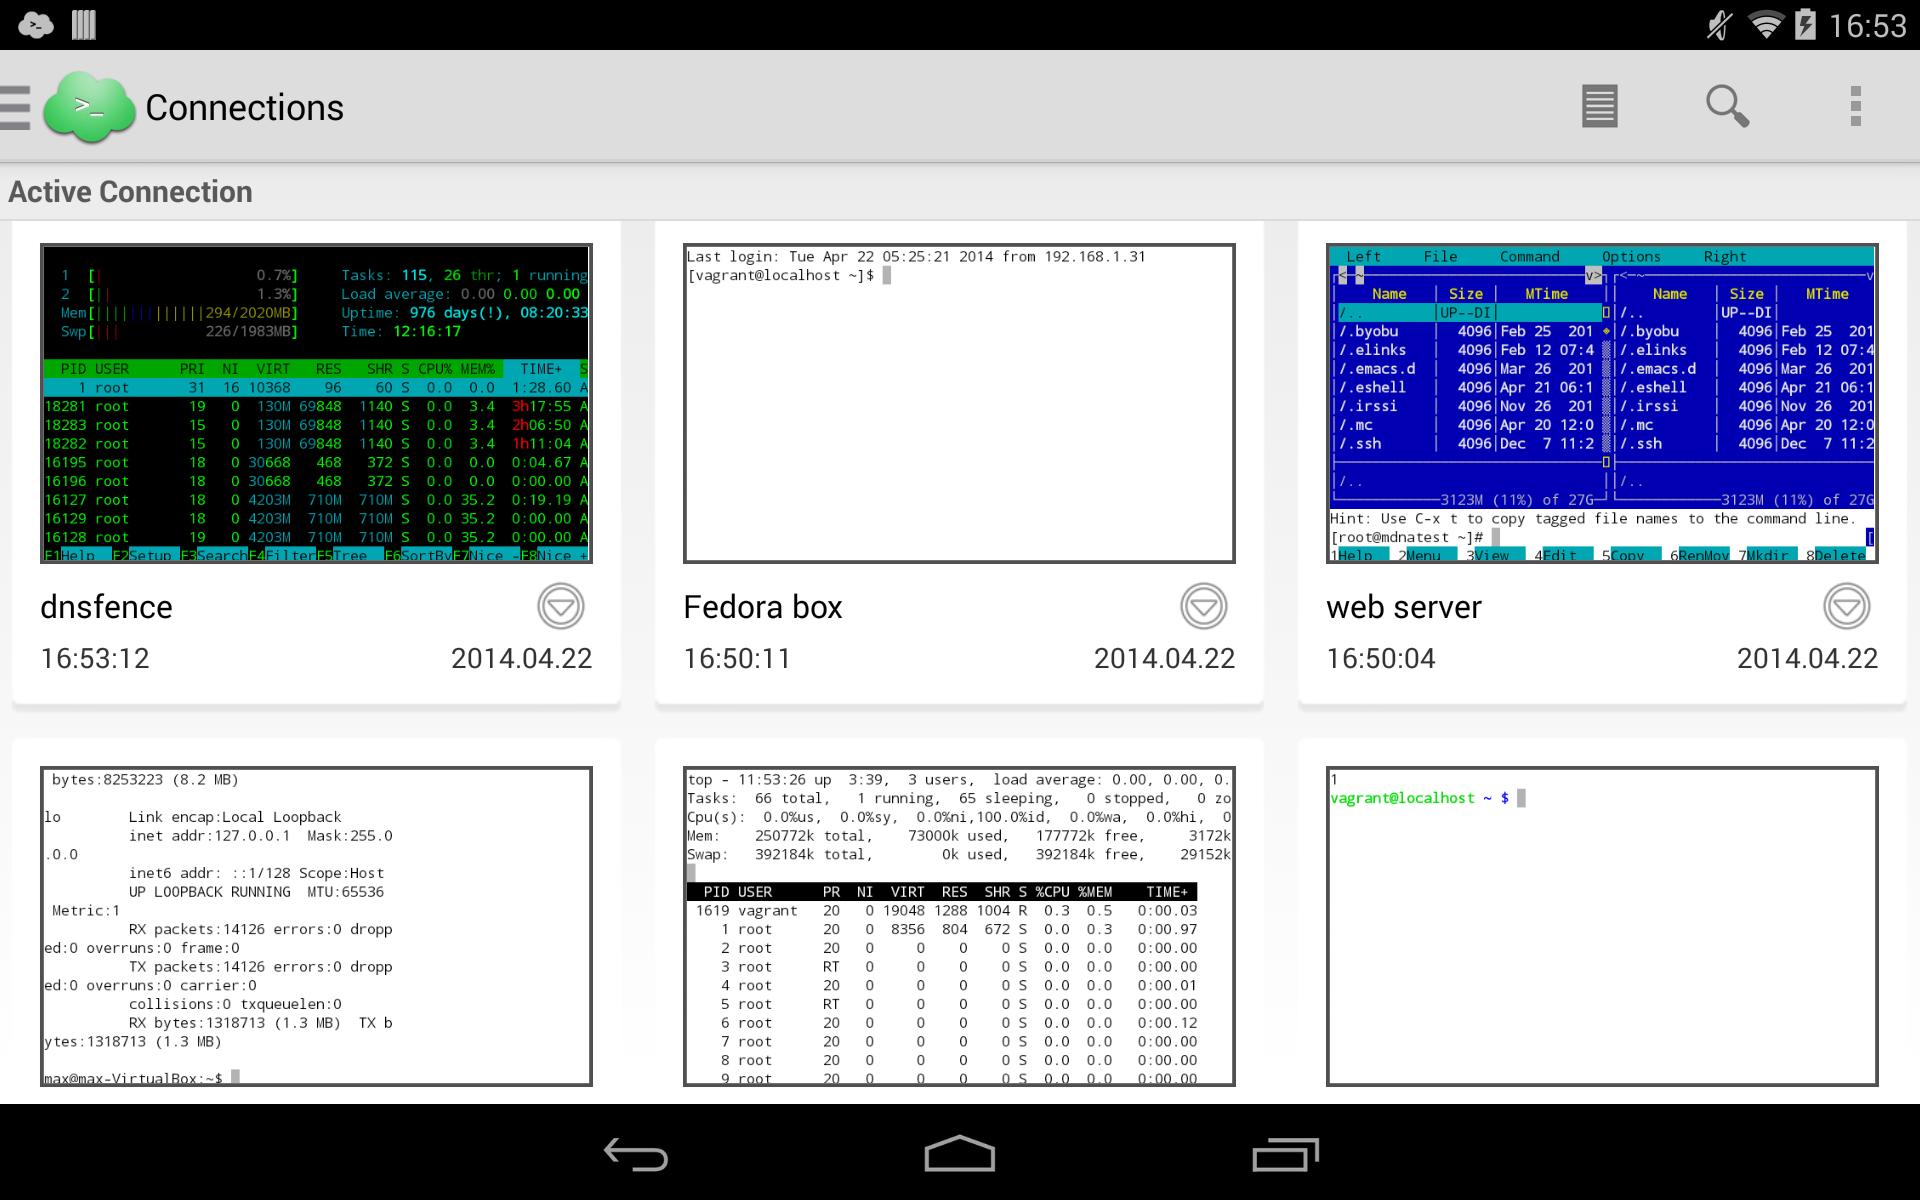 16:53
Connections
Active Connection
1 [| 0.7%] Tasks: 115, 26 thr; 1 running
2 [|| 1.3%] Load average: 0.00 0.00 0.00
Mem[|||||||||||||294/2020MB] Uptime: 976 days(!), 08:20:33
Swp[||| 226/1983MB] Time: 12:16:17
PID USER PRI NI VIRT RES SHR S CPU% MEM% TIME+ 
1 root 31 16 10368 96 60 S 0.0 0.0 1:28.60 A
18281 root 19 0 130M 69848 1140 S 0.0 3.4 3h17:55 A
18283 root 15 0 130M 69848 1140 S 0.0 3.4 2h06:50 A
18282 root 15 0 130M 69848 1140 S 0.0 3.4 1h11:04 A
16195 root 18 0 30668 468 372 S 0.0 0.0 0:04.67 A
16196 root 18 0 30668 468 372 S 0.0 0.0 0:00.00 A
16127 root 18 0 4203M 710M 710M S 0.0 35.2 0:19.19 A
16129 root 18 0 4203M 710M 710M S 0.0 35.2 0:00.00 A
16128 root 18 0 4203M 710M 710M S 0.0 35.2 0:00.00 A
F1Help F2Setup F3SearchF4FilterF5Tree F6SortByF7Nice -F8Nice +
dnsfence
16:53:12 2014.04.22
Last login: Tue Apr 22 05:25:21 2014 from 192.168.1.31
[vagrant@localhost ~]$
Fedora box
16:50:11 2014.04.22
Left File Command Options Right
<-~ v> <-~ v
Name Size MTime Name Size MTime
/.. UP--DI /.. UP--DI
/.byobu 4096 Feb 25 201 /.byobu 4096 Feb 25 201
/.elinks 4096 Feb 12 07:4 /.elinks 4096 Feb 12 07:4
/.emacs.d 4096 Mar 26 201 /.emacs.d 4096 Mar 26 201
/.eshell 4096 Apr 21 06:1 /.eshell 4096 Apr 21 06:1
/.irssi 4096 Nov 26 201 /.irssi 4096 Nov 26 201
/.mc 4096 Apr 20 12:0 /.mc 4096 Apr 20 12:0
/.ssh 4096 Dec 7 11:2 /.ssh 4096 Dec 7 11:2
/.. /..
3123M (11%) of 27G 3123M (11%) of 27G
Hint: Use C-x t to copy tagged file names to the command line.
[root@mdnatest ~]# [
1Help 2Menu 3View 4Edit 5Copy 6RenMov 7Mkdir 8Delete
web server
16:50:04 2014.04.22
bytes:8253223 (8.2 MB)
lo Link encap:Local Loopback
inet addr:127.0.0.1 Mask:255.0
.0.0
inet6 addr: ::1/128 Scope:Host
UP LOOPBACK RUNNING MTU:65536
Metric:1
RX packets:14126 errors:0 dropp
ed:0 overruns:0 frame:0
TX packets:14126 errors:0 dropp
ed:0 overruns:0 carrier:0
collisions:0 txqueuelen:0
RX bytes:1318713 (1.3 MB) TX b
ytes:1318713 (1.3 MB)
max@max-VirtualBox:~$
top - 11:53:26 up 3:39, 3 users, load average: 0.00, 0.00, 0.
Tasks: 66 total, 1 running, 65 sleeping, 0 stopped, 0 zo
Cpu(s): 0.0%us, 0.0%sy, 0.0%ni,100.0%id, 0.0%wa, 0.0%hi, 0
Mem: 250772k total, 73000k used, 177772k free, 3172k
Swap: 392184k total, 0k used, 392184k free, 29152k
PID USER PR NI VIRT RES SHR S %CPU %MEM TIME+
1619 vagrant 20 0 19048 1288 1004 R 0.3 0.5 0:00.03
1 root 20 0 8356 804 672 S 0.0 0.3 0:00.97
2 root 20 0 0 0 0 S 0.0 0.0 0:00.00
3 root RT 0 0 0 0 S 0.0 0.0 0:00.00
4 root 20 0 0 0 0 S 0.0 0.0 0:00.01
5 root RT 0 0 0 0 S 0.0 0.0 0:00.00
6 root 20 0 0 0 0 S 0.0 0.0 0:00.12
7 root 20 0 0 0 0 S 0.0 0.0 0:00.00
8 root 20 0 0 0 0 S 0.0 0.0 0:00.00
9 root 20 0 0 0 0 S 0.0 0.0 0:00.00
1
vagrant@localhost ~ $